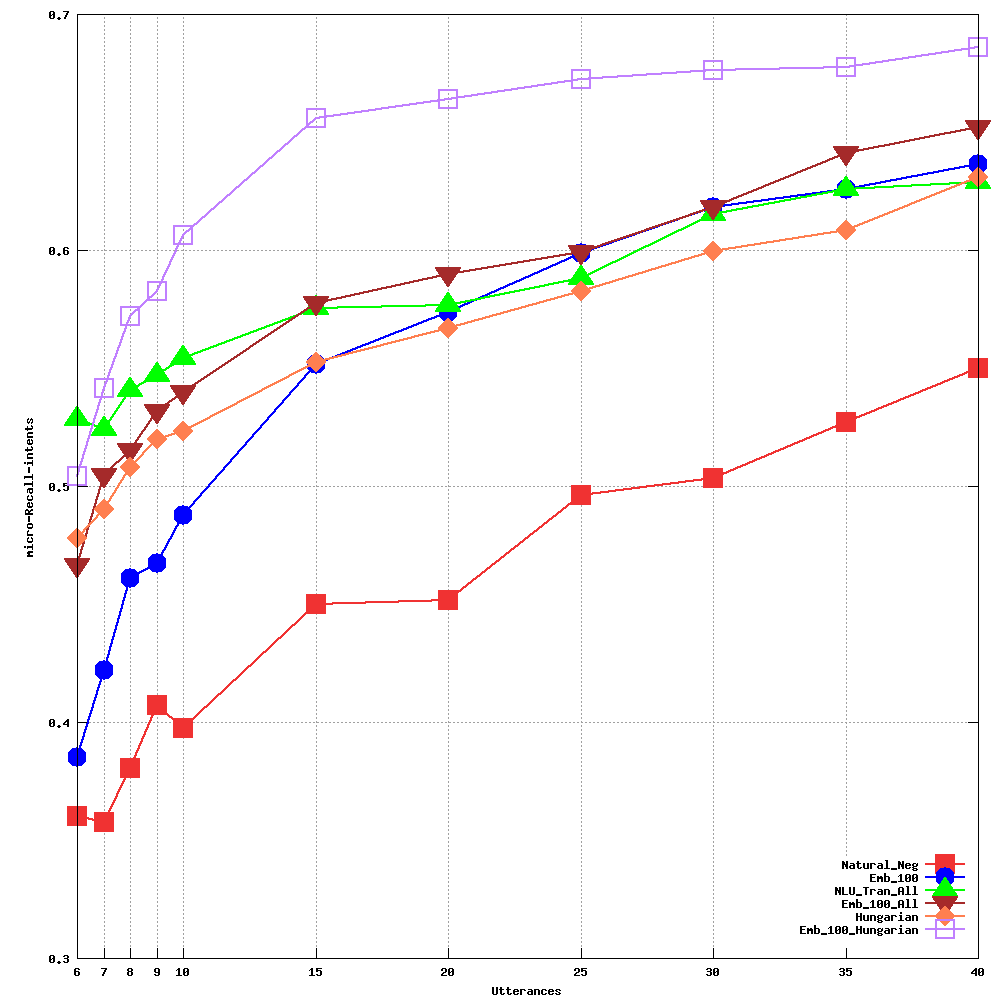 0.7
0.6
0.5
0.4
0.3
micro-Recall-intents
6 7 8 9 10 15 20 25 30 35 40
Utterances
Natural_Neg
Emb_100
NLU_Tran_All
Emb_100_All
Hungarian
Emb_100_Hungarian